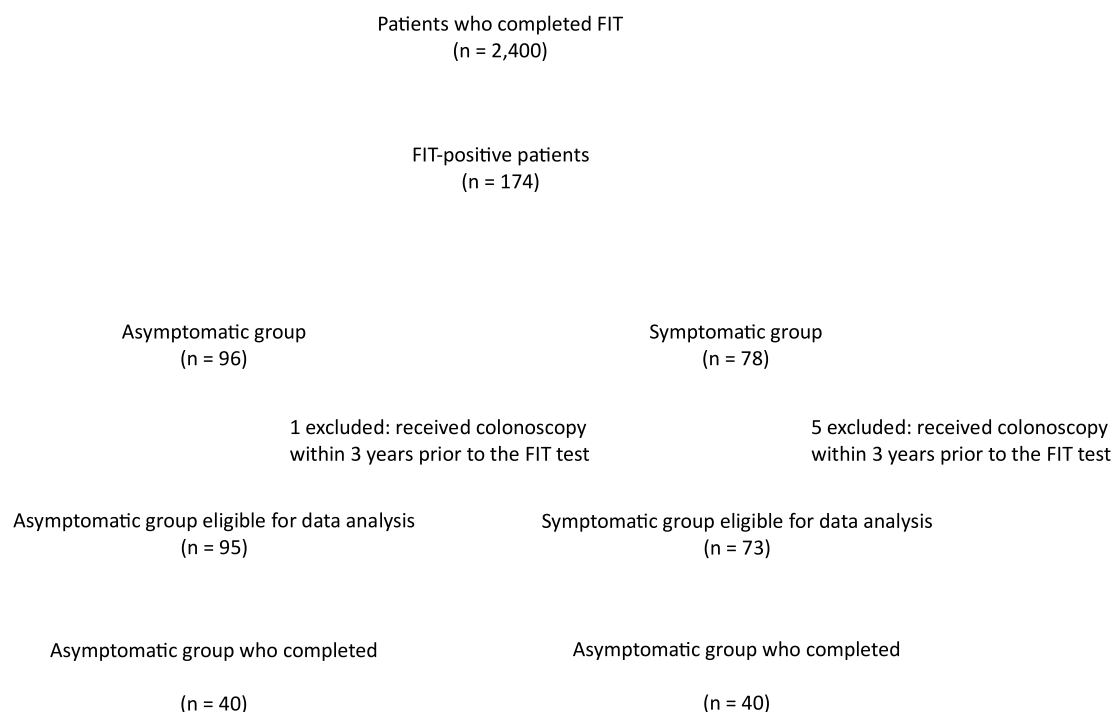 Patients who completed FIT
(n = 2,400)
FIT-positive patients
(n = 174)
Asymptomatic group
(n = 96)
Symptomatic group
(n = 78)
1 excluded: received colonoscopy
within 3 years prior to the FIT test
5 excluded: received colonoscopy
within 3 years prior to the FIT test
Asymptomatic group eligible for data analysis
(n = 95)
Symptomatic group eligible for data analysis
(n = 73)
Asymptomatic group who completed
(n = 40)
Asymptomatic group who completed
(n = 40)